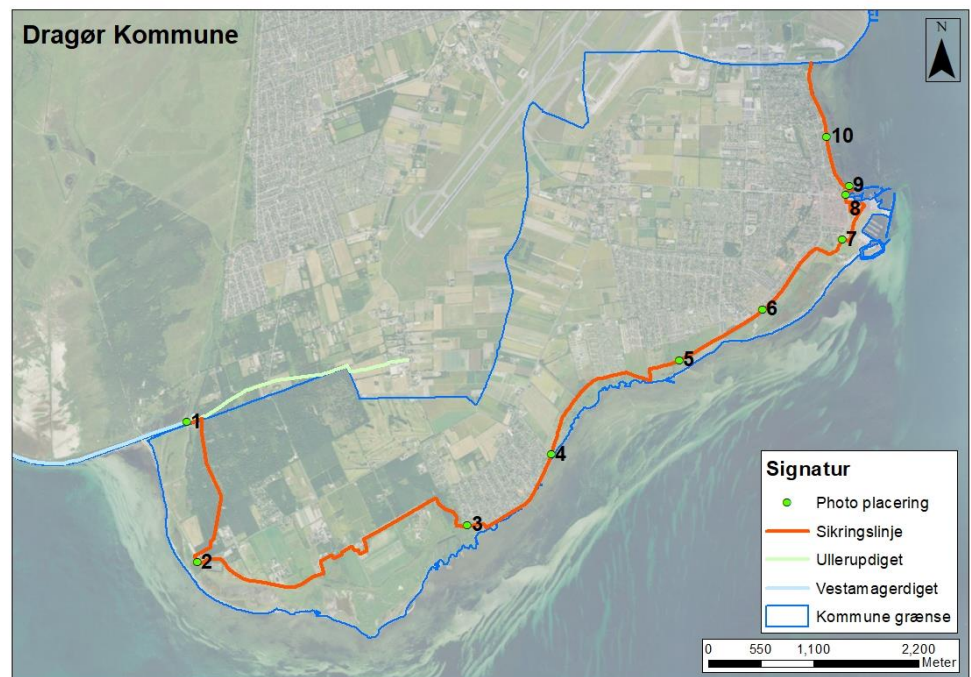 Dragør Kommune
N
10
9
8
7
6
5
1
4
3
2
Signatur
Photo placering
Sikringslinje
Ullerupdiget
Vestamagerdiget
Kommune grænse
0 550 1,100 2,200
Meter